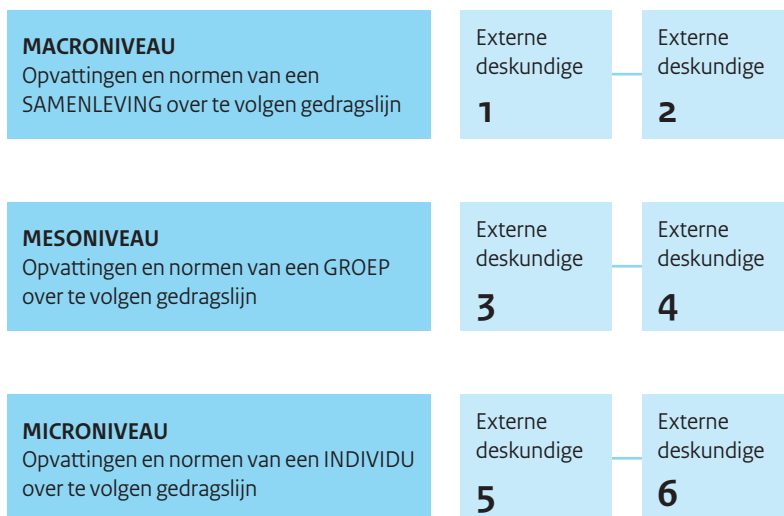 MACRONIVEAU
Opvattingen en normen van een
SAMENLEVING over te volgen gedragslijn
Externe
deskundige
1
Externe
deskundige
2
MESONIVEAU
Opvattingen en normen van een GROEP
over te volgen gedragslijn
Externe
deskundige
3
Externe
deskundige
4
MICRONIVEAU
Opvattingen en normen van een INDIVIDU
over te volgen gedragslijn
Externe
deskundige
5
Externe
deskundige
6